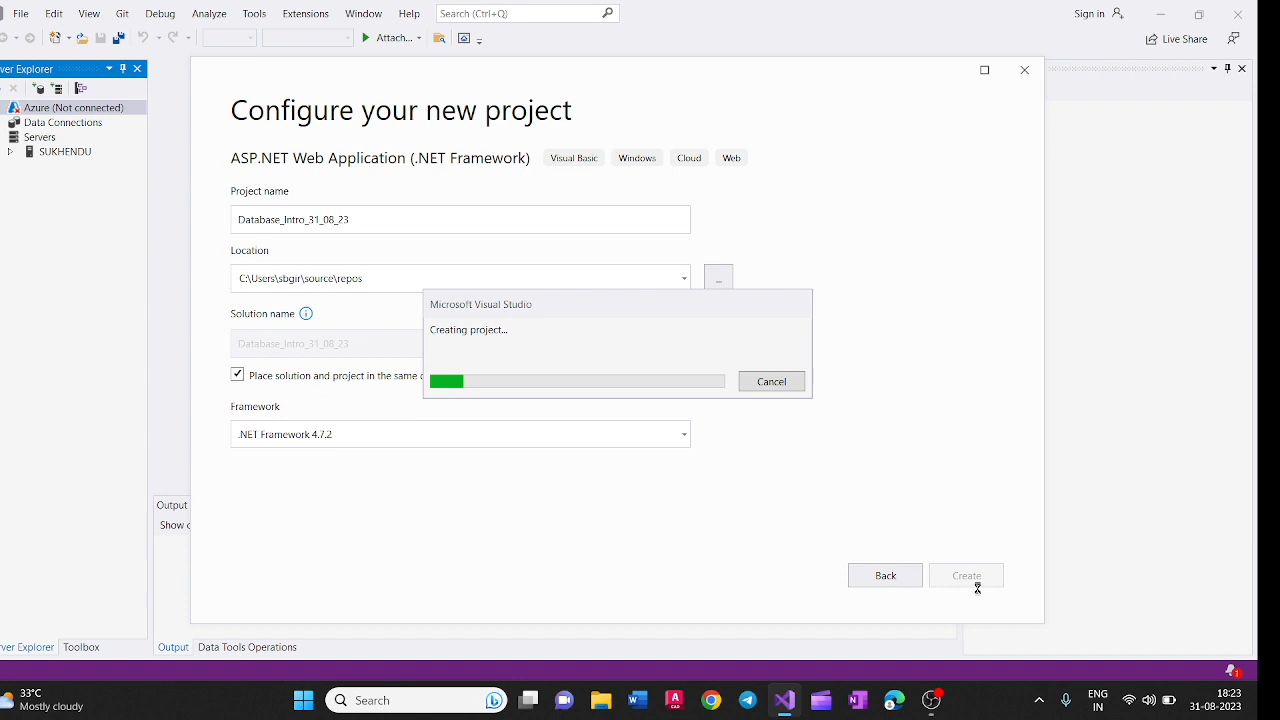 File Edit View Git Debug Analyze Tools Extensions Window Help Search (Ctrl+Q) Sign in
Attach... Live Share
ver Explorer
Azure (Not connected)
Data Connections
Servers
SUKHENDU
Configure your new project
ASP.NET Web Application (.NET Framework) Visual Basic Windows Cloud Web
Project name
Database_Intro_31_08_23
Location
C:\Users\sbgir\source\repos
...
Solution name
Database_Intro_31_08_23
Place solution and project in the same
Framework
.NET Framework 4.7.2
Microsoft Visual Studio
Creating project...
Cancel
Output
Show o
Back Create
ver Explorer Toolbox Output Data Tools Operations
1
33°C
Mostly cloudy
Search
ENG
IN
18:23
31-08-2023